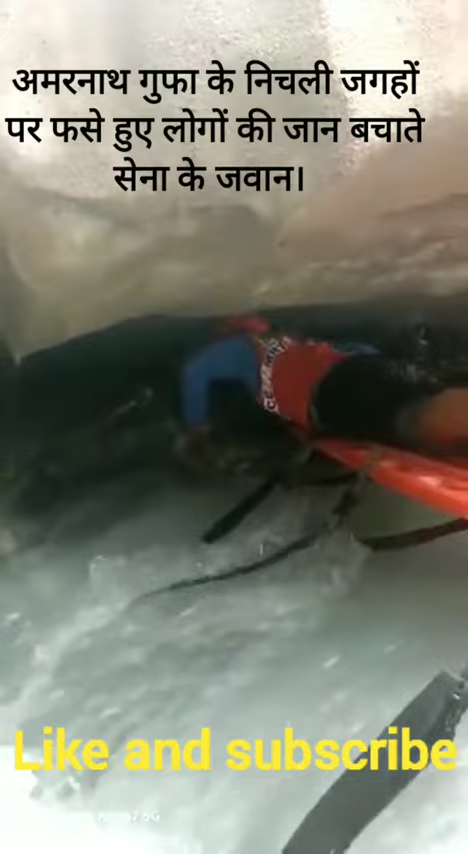 अमरनाथ गुफा के निचली जगहों
पर फसे हुए लोगों की जान बचाते
सेना के जवान।
Like and subscribe